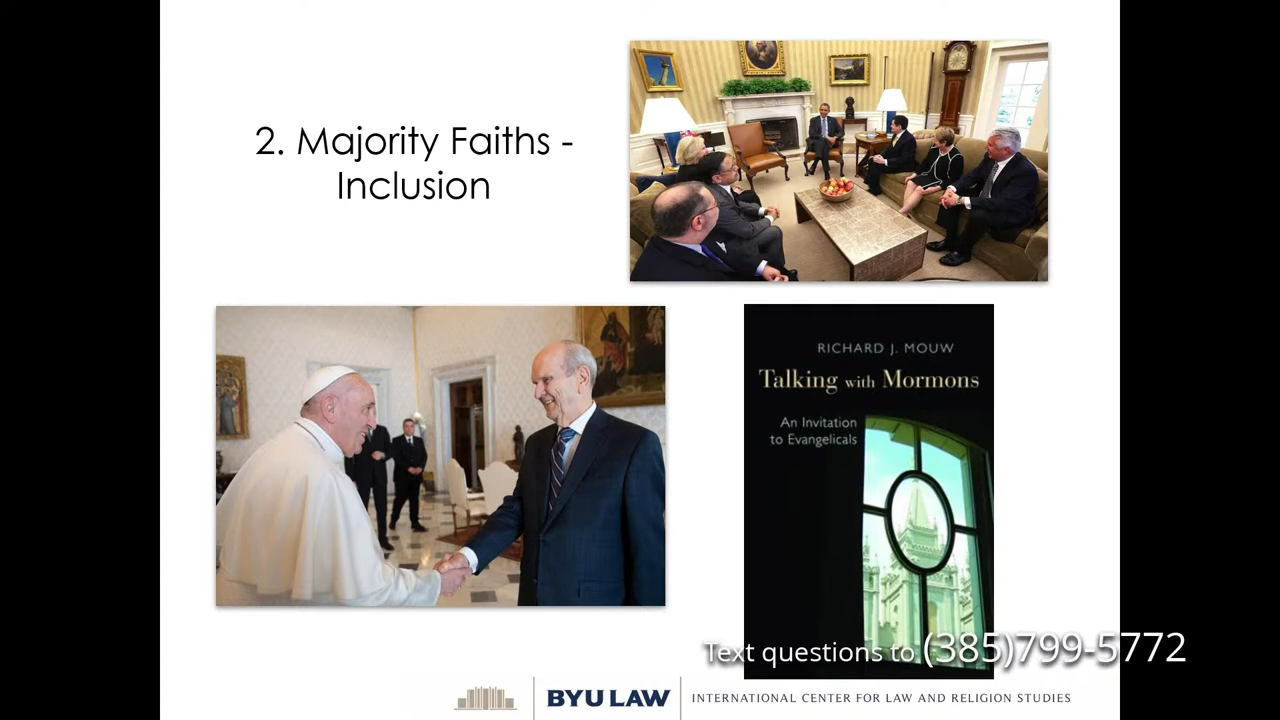 2. Majority Faiths -
Inclusion
RICHARD J. MOUW
Talking with Mormons
An Invitation
to Evangelicals
Text questions to (385)799-5772
BYU LAW
INTERNATIONAL CENTER FOR LAW AND RELIGION STUDIES